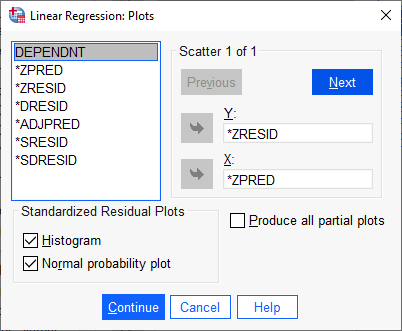 Linear Regression: Plots
DEPENDNT
*ZPRED
*ZRESID
*DRESID
*ADJPRED
*SRESID
*SDRESID
Scatter 1 of 1
Previous
Next
Y:
*ZRESID
X:
*ZPRED
Standardized Residual Plots
Histogram
Normal probability plot
Produce all partial plots
Continue
Cancel
Help